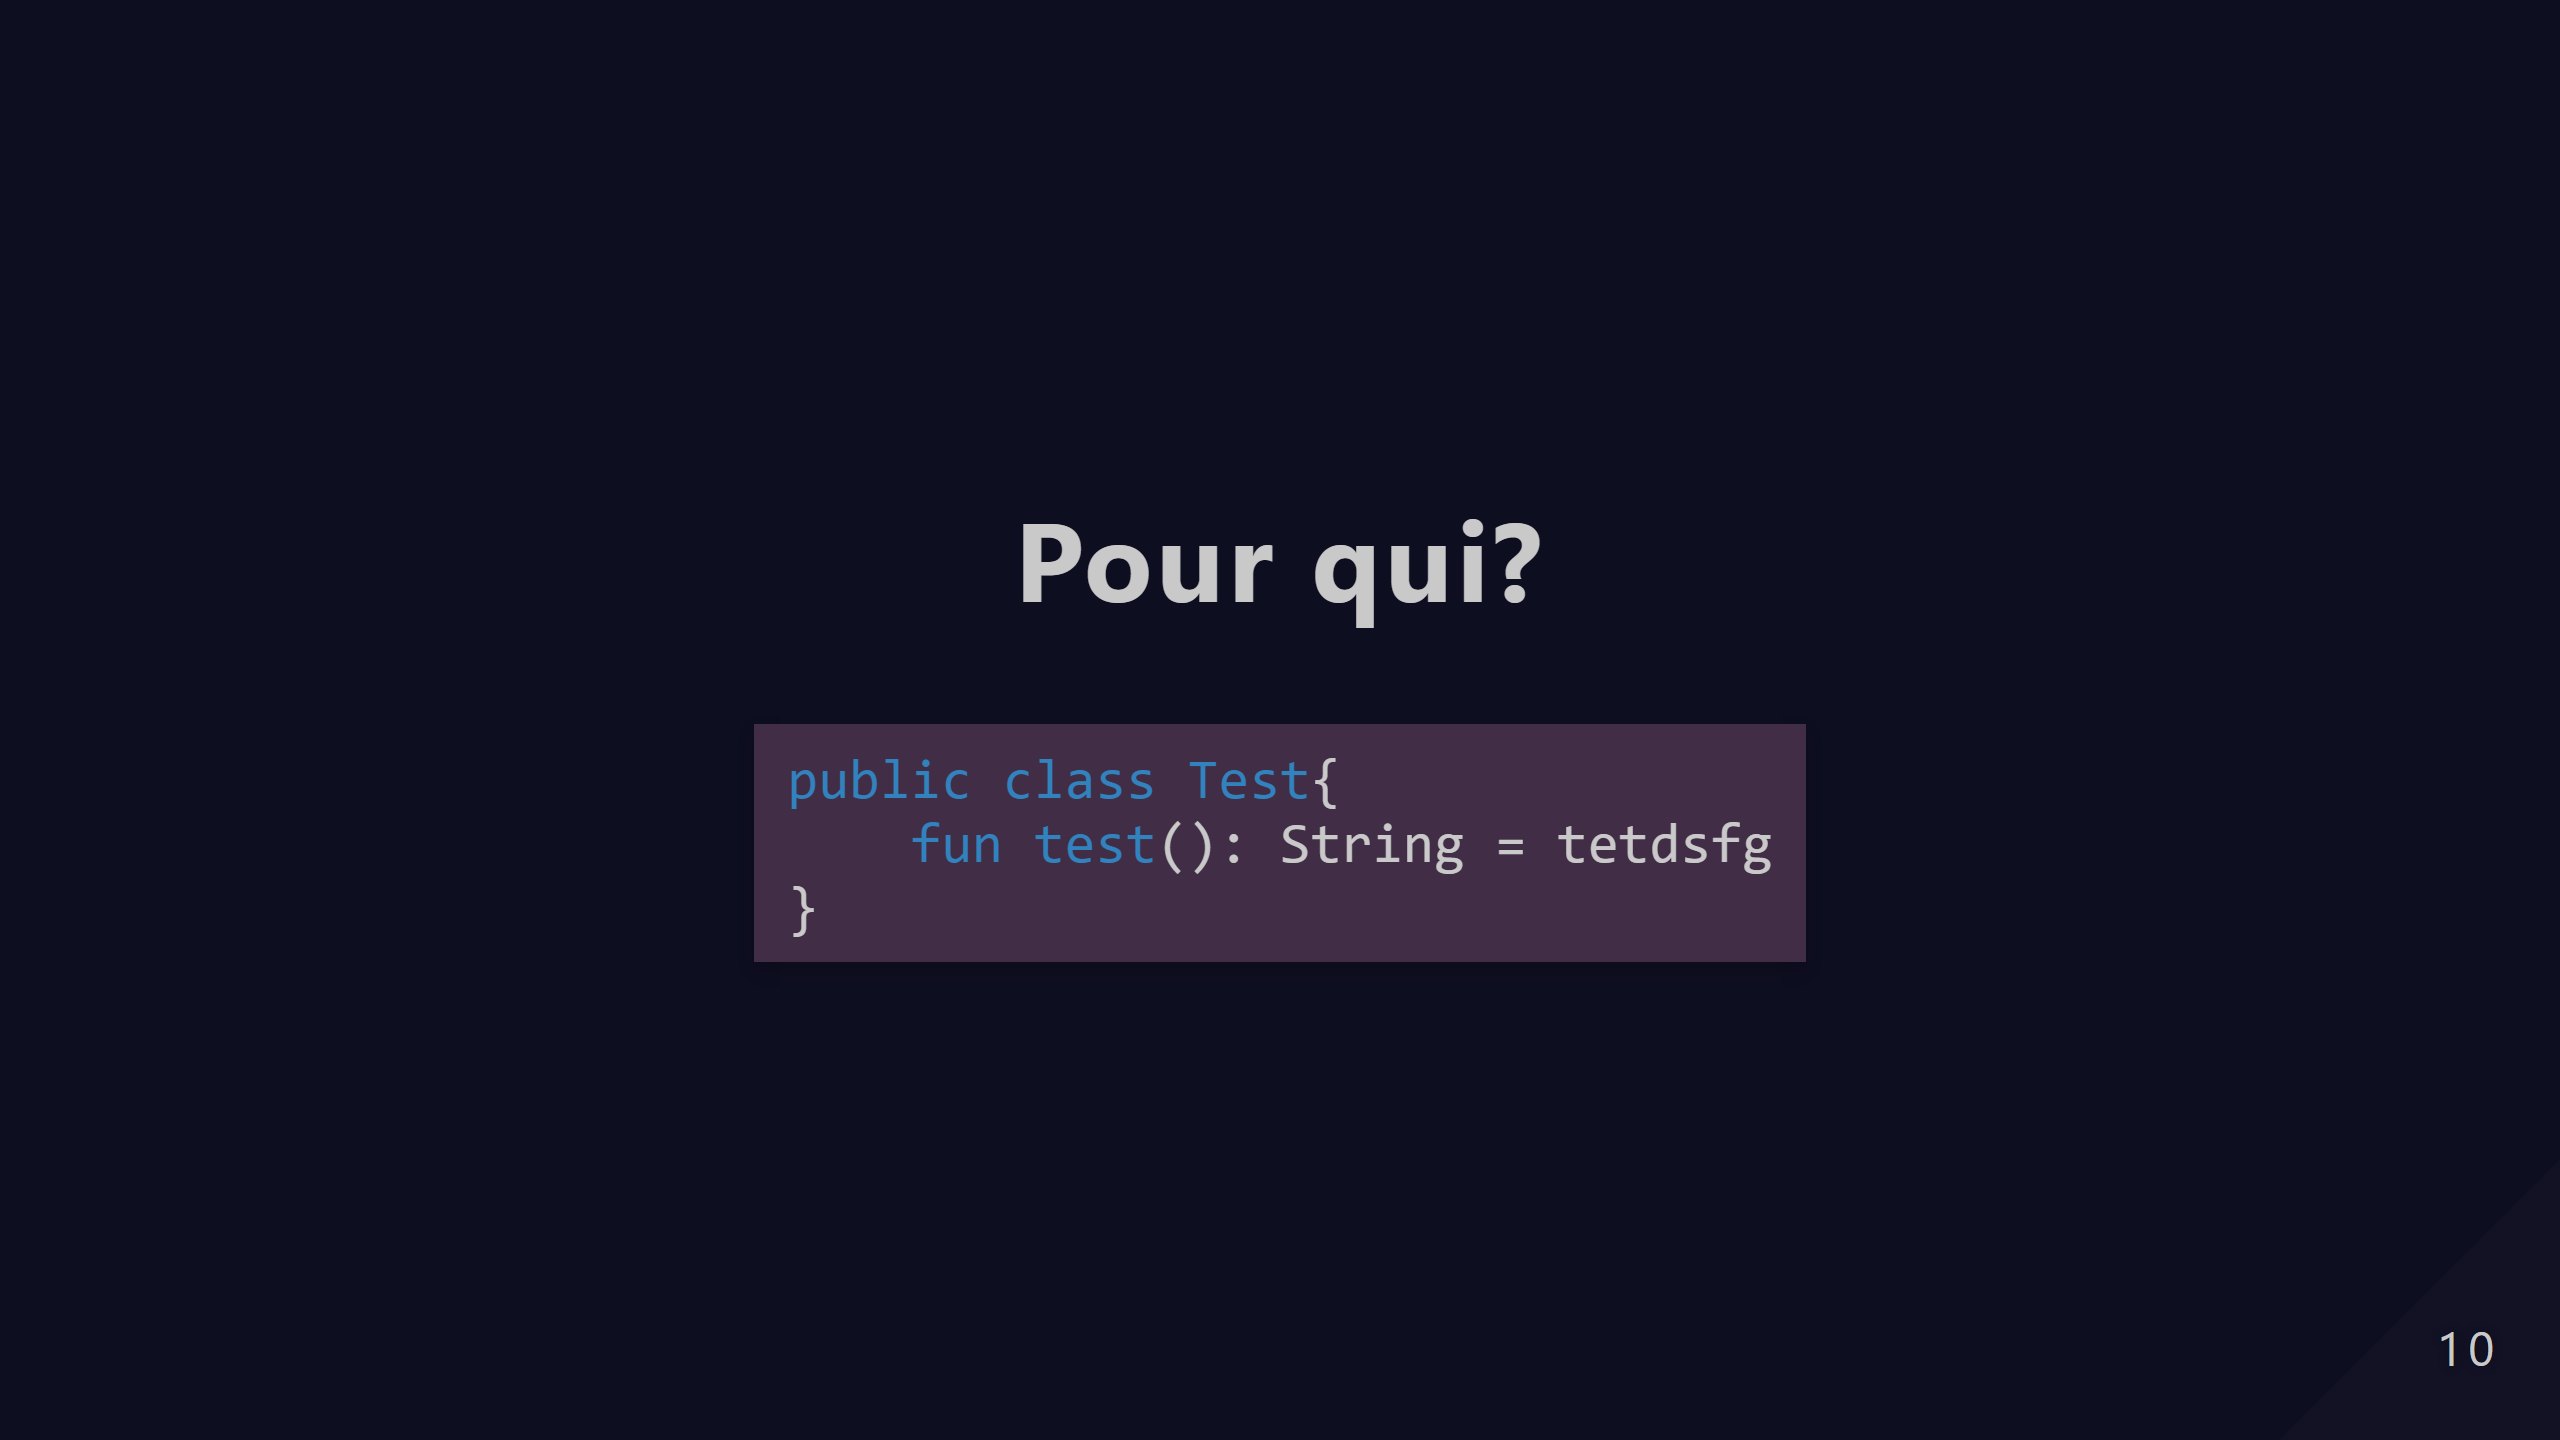 Pour qui?
public class Test{
    fun test(): String = tetdsfg
}
10